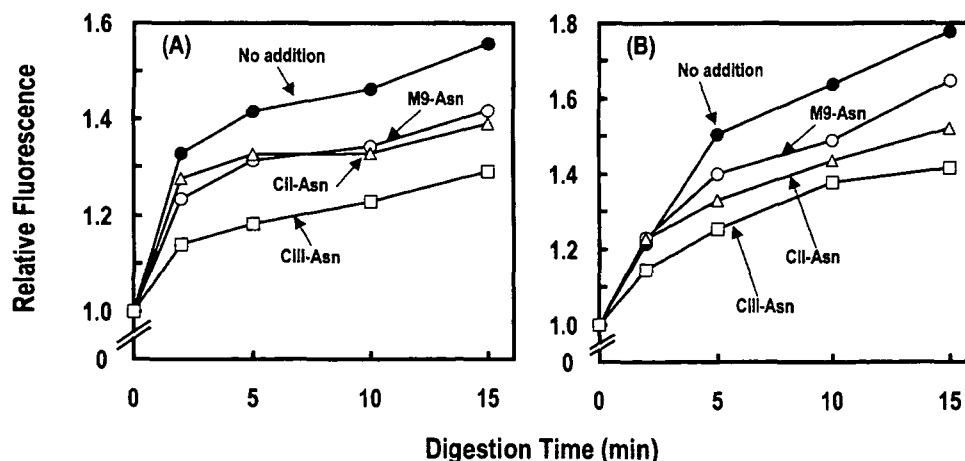 1.6
(A)
No addition
M9-Asn
1.4
CII-Asn
1.2
CIII-Asn
1.0
0
0
5
10
15
Relative Fluorescence
1.8
(B)
No addition
1.6
M9-Asn
1.4
CII-Asn
1.2
CIII-Asn
1.0
0
0
5
10
15
Digestion Time (min)